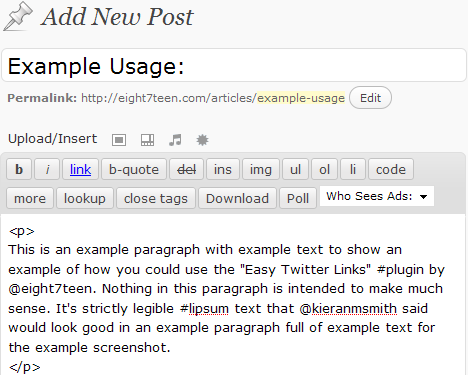 Add New Post
Example Usage:
Permalink: http://eight7teen.com/articles/example-usage Edit
Upload/Insert
b i link b-quote del ins img ul ol li code
more lookup close tags Download Poll Who Sees Ads:
<p>
This is an example paragraph with example text to show an
example of how you could use the "Easy Twitter Links" #plugin by
@eight7teen. Nothing in this paragraph is intended to make much
sense. It's strictly legible #lipsum text that @kieranmsmith said
would look good in an example paragraph full of example text for
the example screenshot.
</p>